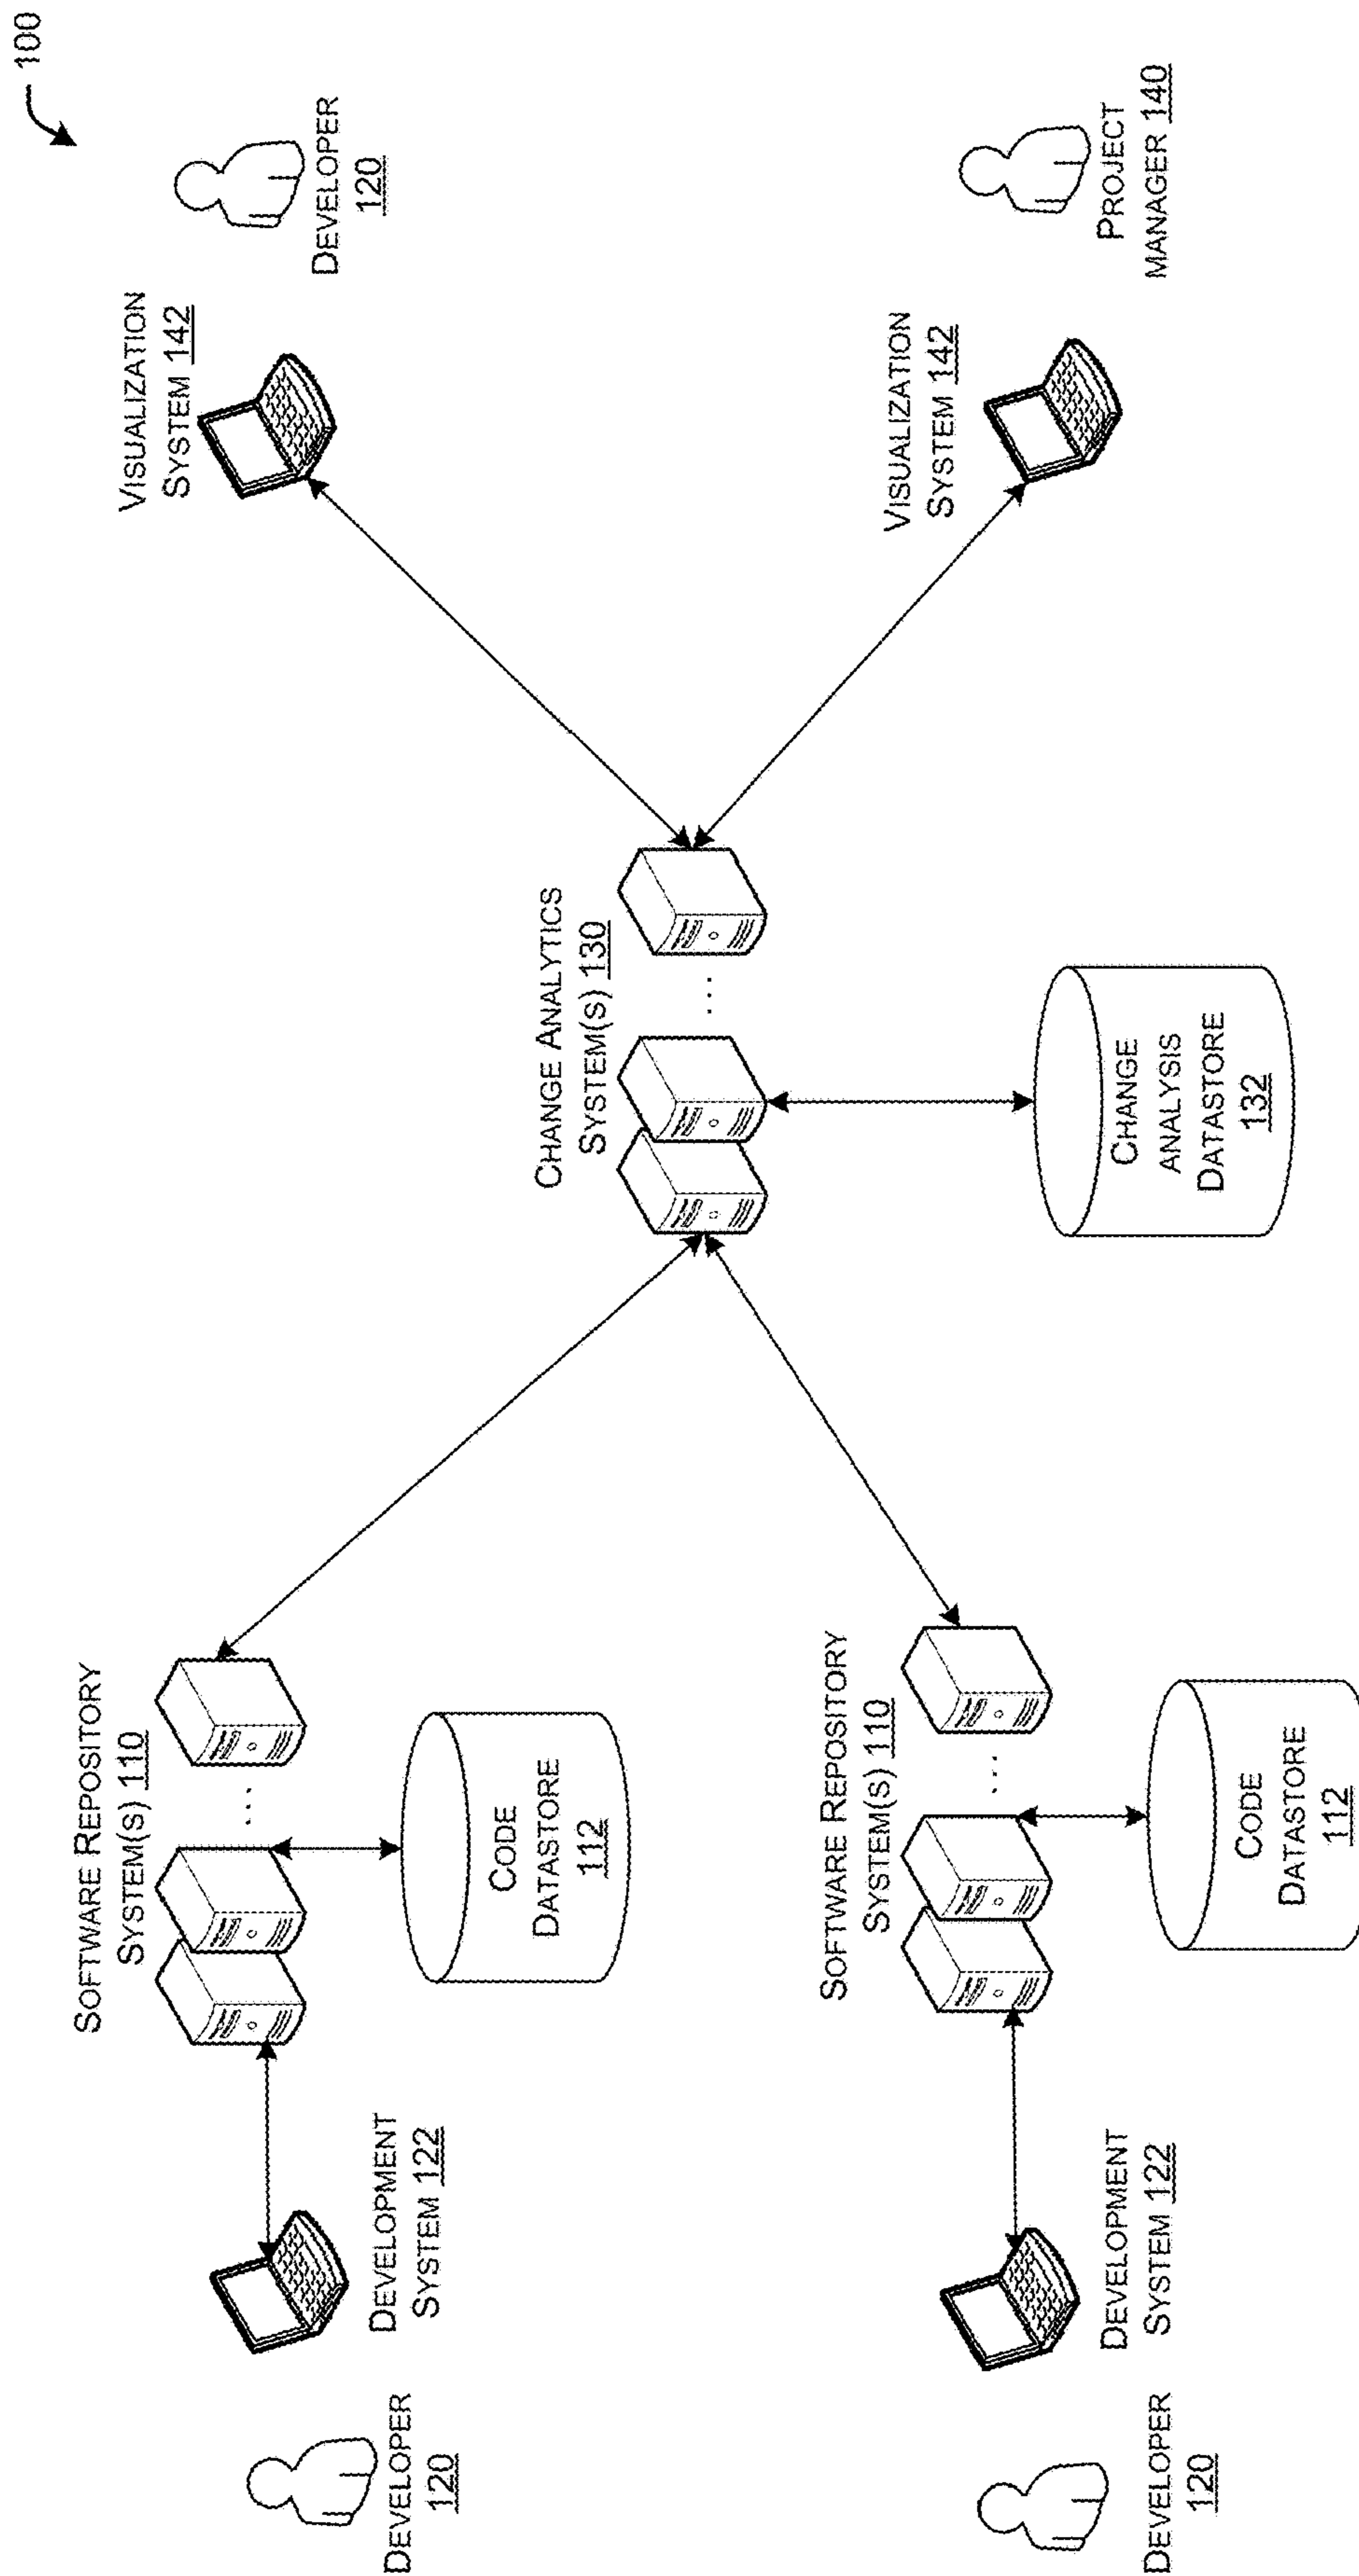 100
SOFTWARE REPOSITORY
SYSTEM(S) 110
...
CODE
DATASTORE
112
DEVELOPMENT
SYSTEM 122
DEVELOPER
120
CHANGE ANALYTICS
SYSTEM(S) 130
...
CHANGE
ANALYSIS
DATASTORE
132
VISUALIZATION
SYSTEM 142
DEVELOPER
120
SOFTWARE REPOSITORY
SYSTEM(S) 110
...
CODE
DATASTORE
112
DEVELOPMENT
SYSTEM 122
DEVELOPER
120
VISUALIZATION
SYSTEM 142
PROJECT
MANAGER 140